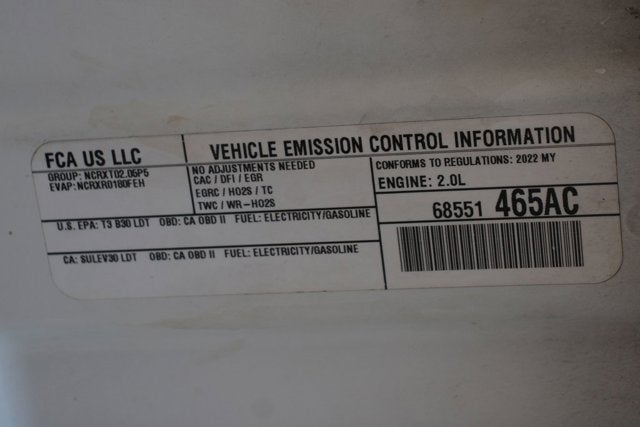 FCA US LLC
GROUP: NCRXT02.05P5
EVAP: NCRXR0180FEH
VEHICLE EMISSION CONTROL INFORMATION
NO ADJUSTMENTS NEEDED
CAC / DFI / EGR
EGRC / HO2S / TC
TWC / WR-HO2S
CONFORMS TO REGULATIONS: 2022 MY
ENGINE: 2.0L
U.S. EPA: T3 B30 LDT OBD: CA OBD II FUEL: ELECTRICITY/GASOLINE
CA: SULEV30 LDT OBD: CA OBD II FUEL: ELECTRICITY/GASOLINE
68551 465AC